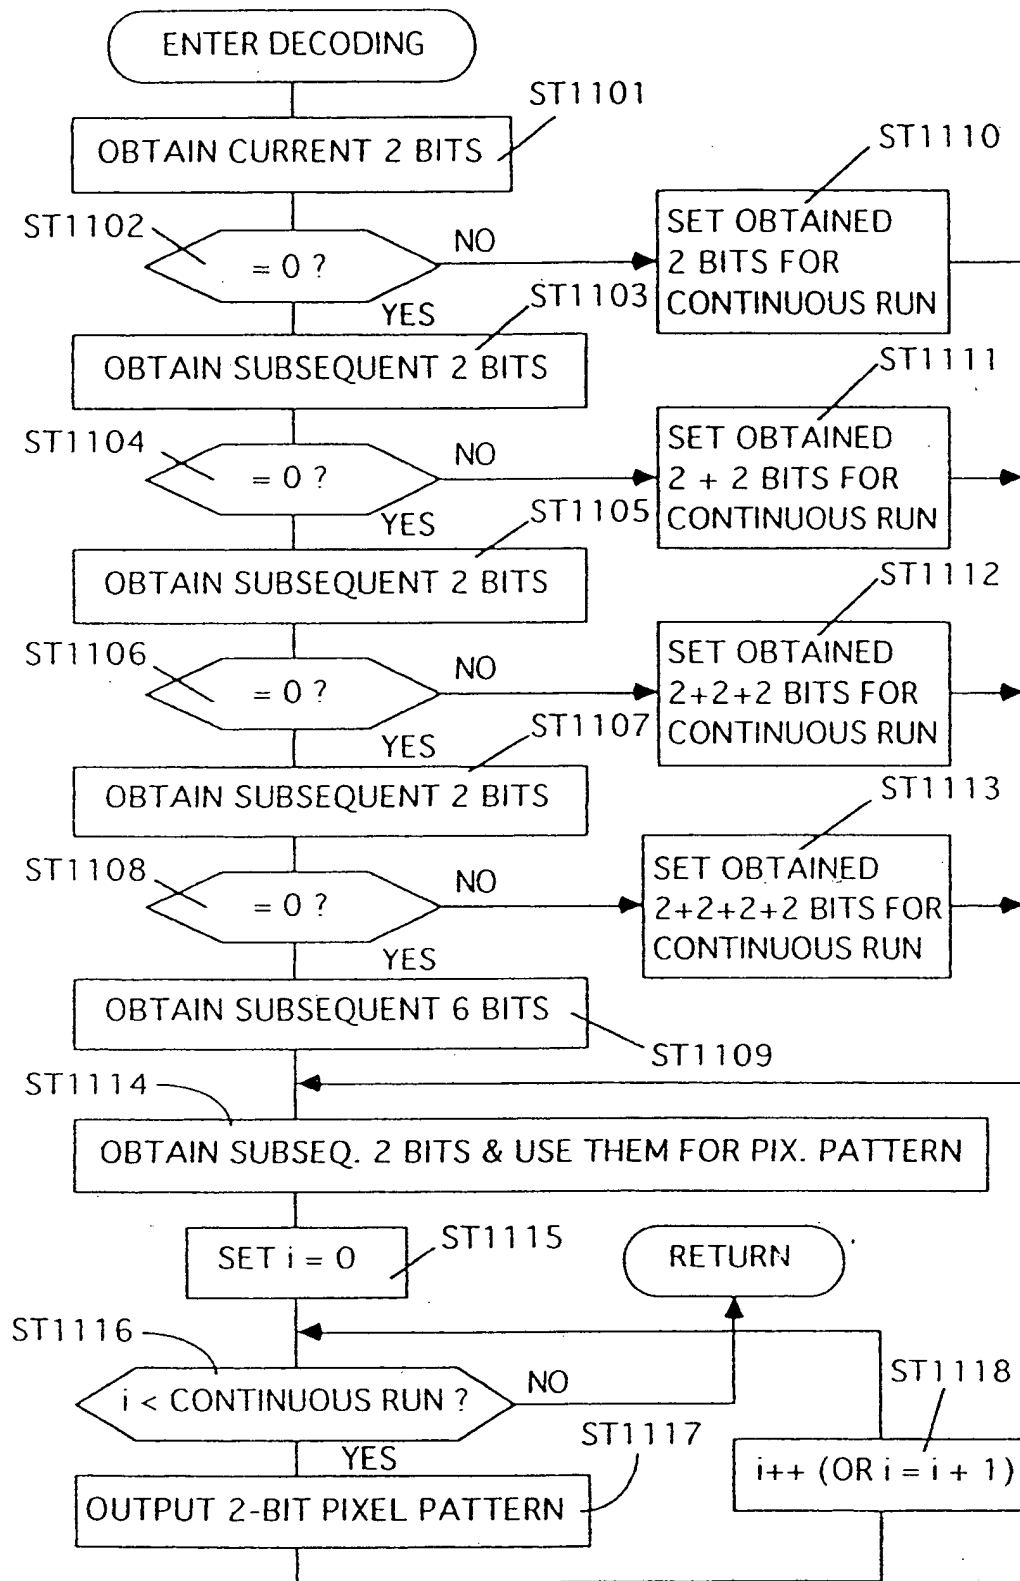 ENTER DECODING
ST1101
OBTAIN CURRENT 2 BITS
ST1110
ST1102
= 0 ?
NO
SET OBTAINED
2 BITS FOR
CONTINUOUS RUN
YES
ST1103
OBTAIN SUBSEQUENT 2 BITS
ST1111
ST1104
= 0 ?
NO
SET OBTAINED
2 + 2 BITS FOR
CONTINUOUS RUN
YES
ST1105
OBTAIN SUBSEQUENT 2 BITS
ST1112
ST1106
= 0 ?
NO
SET OBTAINED
2+2+2 BITS FOR
CONTINUOUS RUN
YES
ST1107
OBTAIN SUBSEQUENT 2 BITS
ST1113
ST1108
= 0 ?
NO
SET OBTAINED
2+2+2+2 BITS FOR
CONTINUOUS RUN
YES
OBTAIN SUBSEQUENT 6 BITS
ST1109
ST1114
OBTAIN SUBSEQ. 2 BITS & USE THEM FOR PIX. PATTERN
SET i = 0
ST1115
RETURN
ST1116
i < CONTINUOUS RUN ?
NO
ST1118
YES
ST1117
i++ (OR i = i + 1)
OUTPUT 2-BIT PIXEL PATTERN